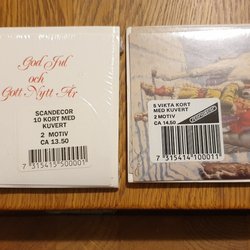 God Jul
och
Gott Nytt År
SCANDECOR
10 KORT MED
KUVERT
2 MOTIV
CA 13.50
7 315415 500001
8 VIKTA KORT
MED KUVERT
2 MOTIV
CA 14.50
7 315414 100011